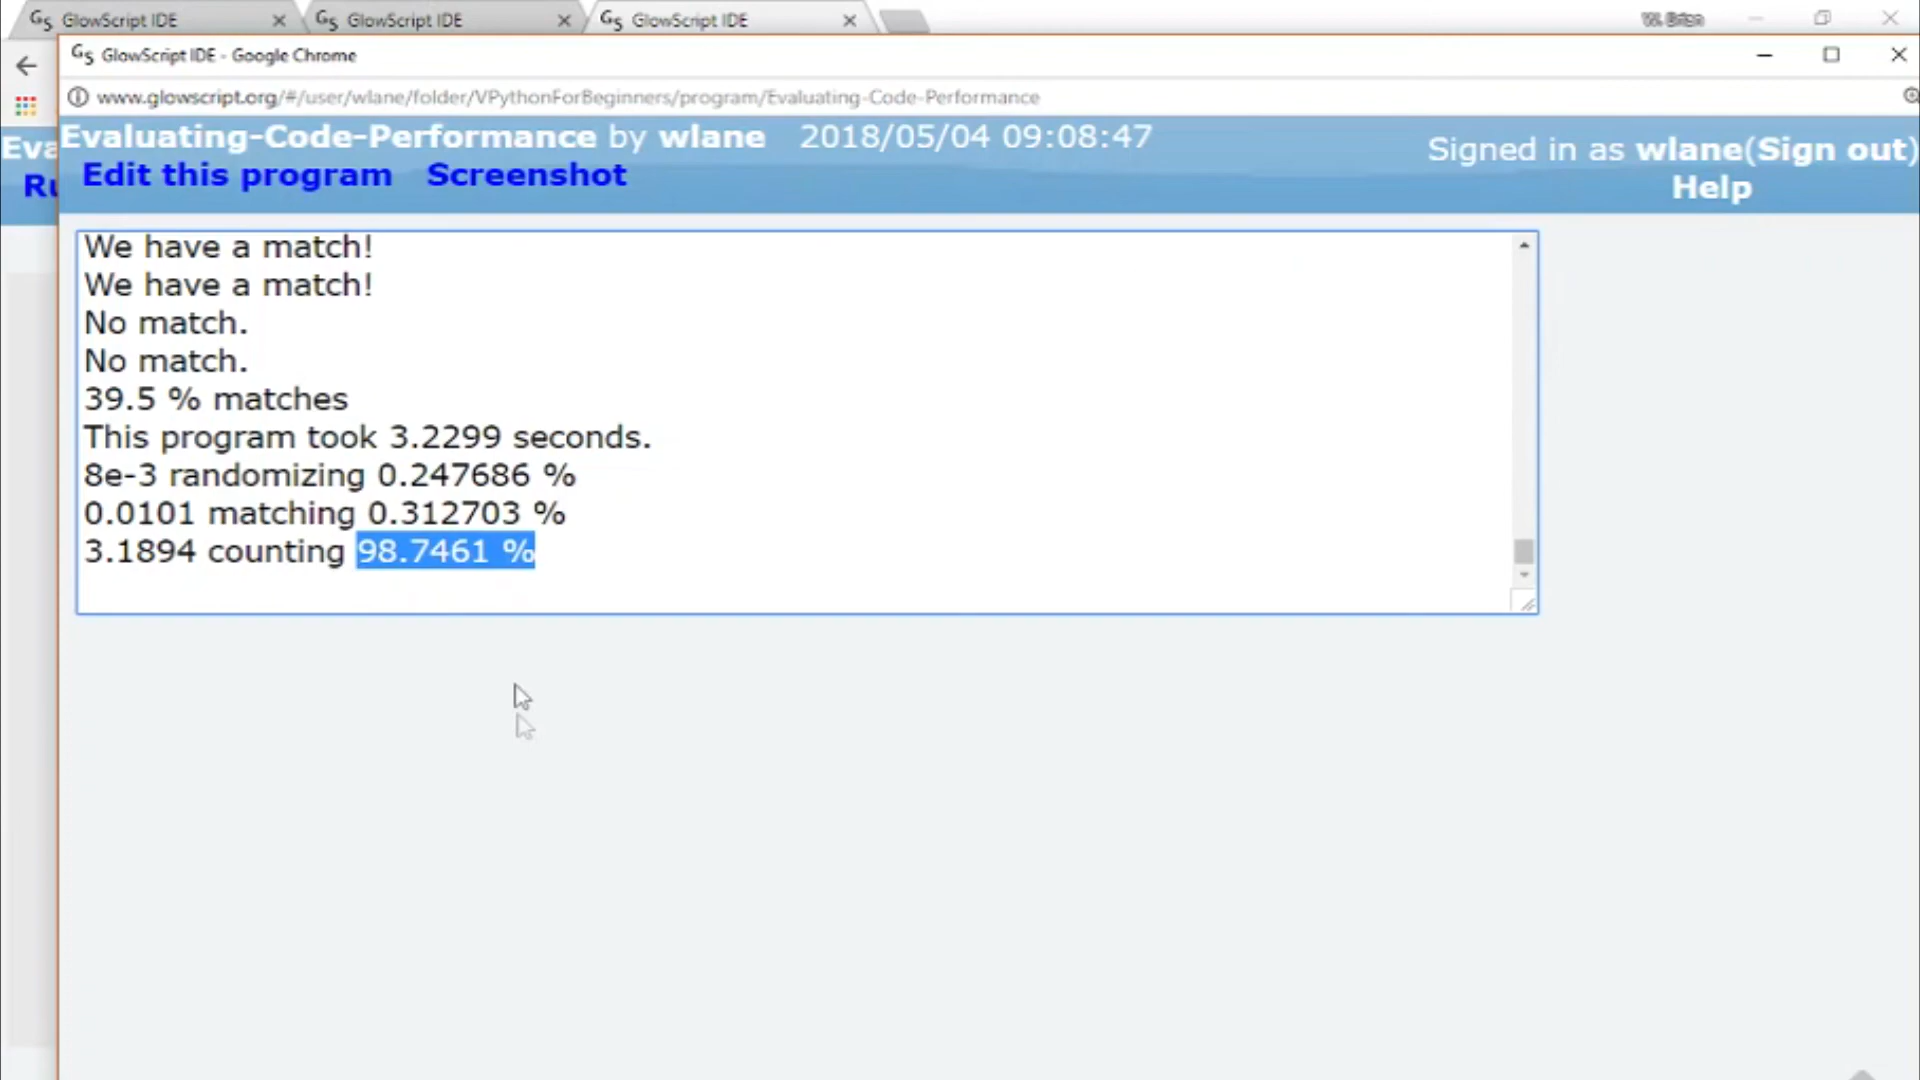 GlowScript IDE GlowScript IDE GlowScript IDE W. Brian
GlowScript IDE - Google Chrome
www.glowscript.org/#/user/wlane/folder/VPythonForBeginners/program/Evaluating-Code-Performance
Eva
Ru
Evaluating-Code-Performance by wlane 2018/05/04 09:08:47
Signed in as wlane(Sign out)
Edit this program Screenshot
Help
We have a match!
We have a match!
No match.
No match.
39.5 % matches
This program took 3.2299 seconds.
8e-3 randomizing 0.247686 %
0.0101 matching 0.312703 %
3.1894 counting 98.7461 %